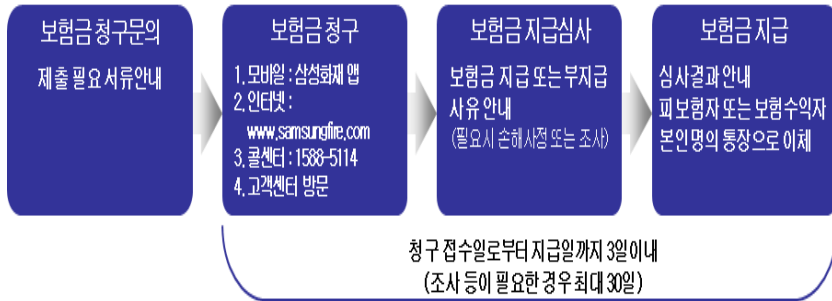 보험금 청구문의
제출 필요 서류안내
보험금 청구
1. 모바일 : 삼성화재 앱
2. 인터넷 :
www.samsungfire.com
3. 콜센터 : 1588-5114
4. 고객센터 방문
보험금 지급심사
보험금 지급 또는 부지급
사유 안내
(필요시 손해사정 또는 조사)
보험금 지급
심사결과 안내
피보험자 또는 보험수익자
본인명의 통장으로 이체
청구 접수일로부터 지급일까지 3일이내
(조사 등이 필요한 경우 최대 30일)